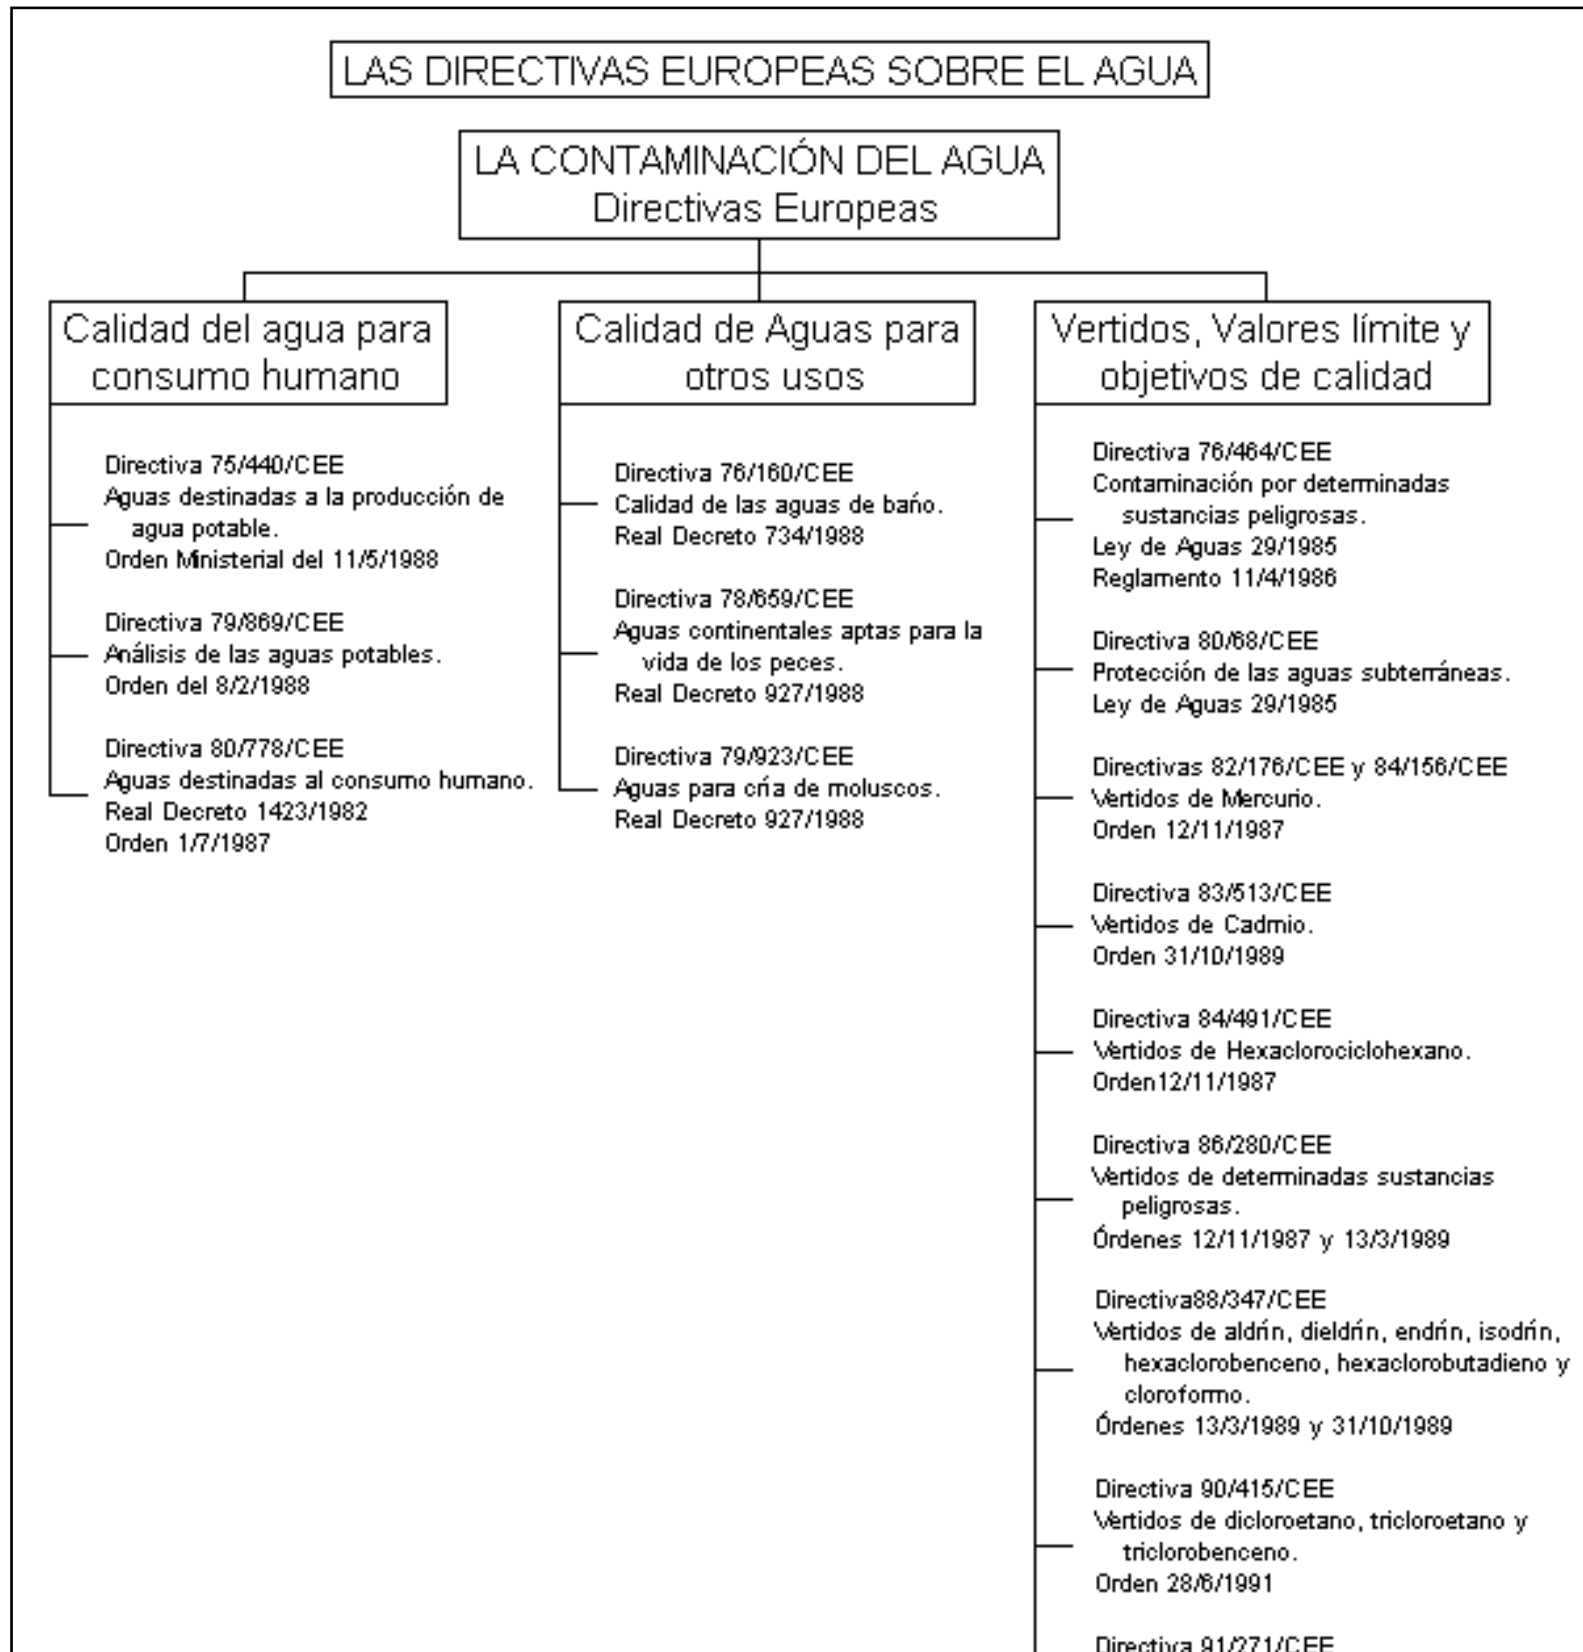 LAS DIRECTIVAS EUROPEAS SOBRE EL AGUA
LA CONTAMINACIÓN DEL AGUA
Directivas Europeas
Calidad del agua para
consumo humano
Directiva 75/440/CEE
Aguas destinadas a la producción de
agua potable.
Orden Ministerial del 11/5/1988
Directiva 79/869/CEE
Análisis de las aguas potables.
Orden del 8/2/1988
Directiva 80/778/CEE
Aguas destinadas al consumo humano.
Real Decreto 1423/1982
Orden 1/7/1987
Calidad de Aguas para
otros usos
Directiva 76/160/CEE
Calidad de las aguas de baño.
Real Decreto 734/1988
Directiva 78/659/CEE
Aguas continentales aptas para la
vida de los peces.
Real Decreto 927/1988
Directiva 79/923/CEE
Aguas para cría de moluscos.
Real Decreto 927/1988
Vertidos, Valores límite y
objetivos de calidad
Directiva 76/464/CEE
Contaminación por determinadas
sustancias peligrosas.
Ley de Aguas 29/1985
Reglamento 11/4/1986
Directiva 80/68/CEE
Protección de las aguas subterráneas.
Ley de Aguas 29/1985
Directivas 82/176/CEE y 84/156/CEE
Vertidos de Mercurio.
Orden 12/11/1987
Directiva 83/513/CEE
Vertidos de Cadmio.
Orden 31/10/1989
Directiva 84/491/CEE
Vertidos de Hexaclorociclohexano.
Orden12/11/1987
Directiva 86/280/CEE
Vertidos de determinadas sustancias
peligrosas.
Órdenes 12/11/1987 y 13/3/1989
Directiva88/347/CEE
Vertidos de aldrín, dieldrín, endrín, isodrín,
hexaclorobenceno, hexaclorobutadieno y
cloroformo.
Órdenes 13/3/1989 y 31/10/1989
Directiva 90/415/CEE
Vertidos de dicloroetano, tricloroetano y
triclorobenceno.
Orden 28/6/1991
Directiva 91/271/CEE